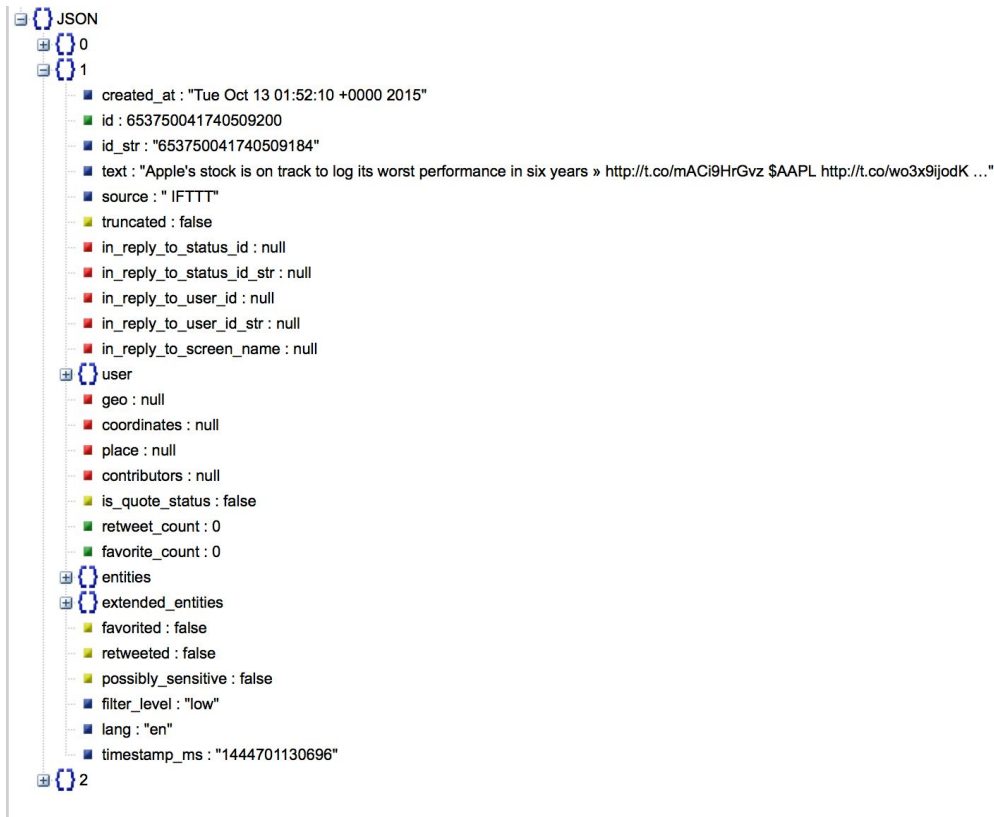 JSON
0
1
created_at : "Tue Oct 13 01:52:10 +0000 2015"
id : 653750041740509200
id_str : "653750041740509184"
text : "Apple's stock is on track to log its worst performance in six years » http://t.co/mACi9HrGvz $AAPL http://t.co/wo3x9ijodK …"
source : " IFTTT"
truncated : false
in_reply_to_status_id : null
in_reply_to_status_id_str : null
in_reply_to_user_id : null
in_reply_to_user_id_str : null
in_reply_to_screen_name : null
user
geo : null
coordinates : null
place : null
contributors : null
is_quote_status : false
retweet_count : 0
favorite_count : 0
entities
extended_entities
favorited : false
retweeted : false
possibly_sensitive : false
filter_level : "low"
lang : "en"
timestamp_ms : "1444701130696"
2